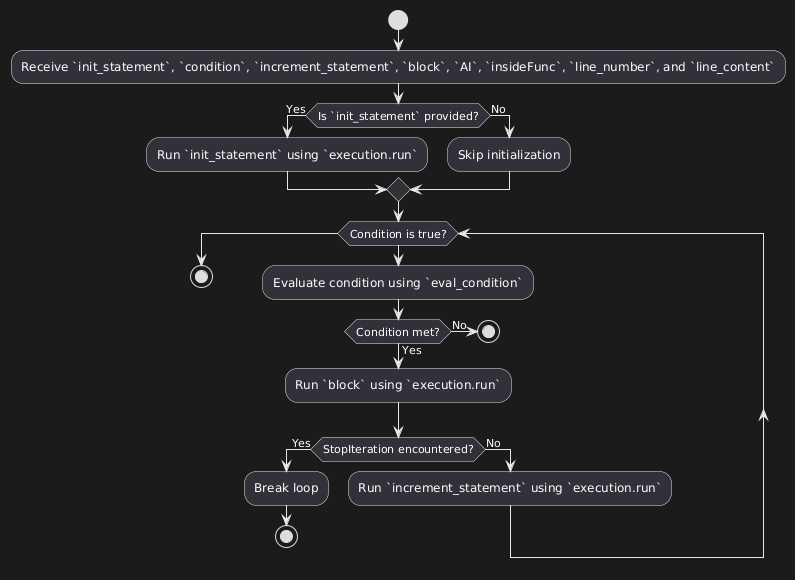 Receive `init_statement`, `condition`, `increment_statement`, `block`, `AI`, `insideFunc`, `line_number`, and `line_content`
Yes
Is `init_statement` provided?
No
Run `init_statement` using `execution.run`
Skip initialization
Condition is true?
Evaluate condition using `eval_condition`
Condition met?
No
Yes
Run `block` using `execution.run`
Yes
StopIteration encountered?
No
Break loop
Run `increment_statement` using `execution.run`